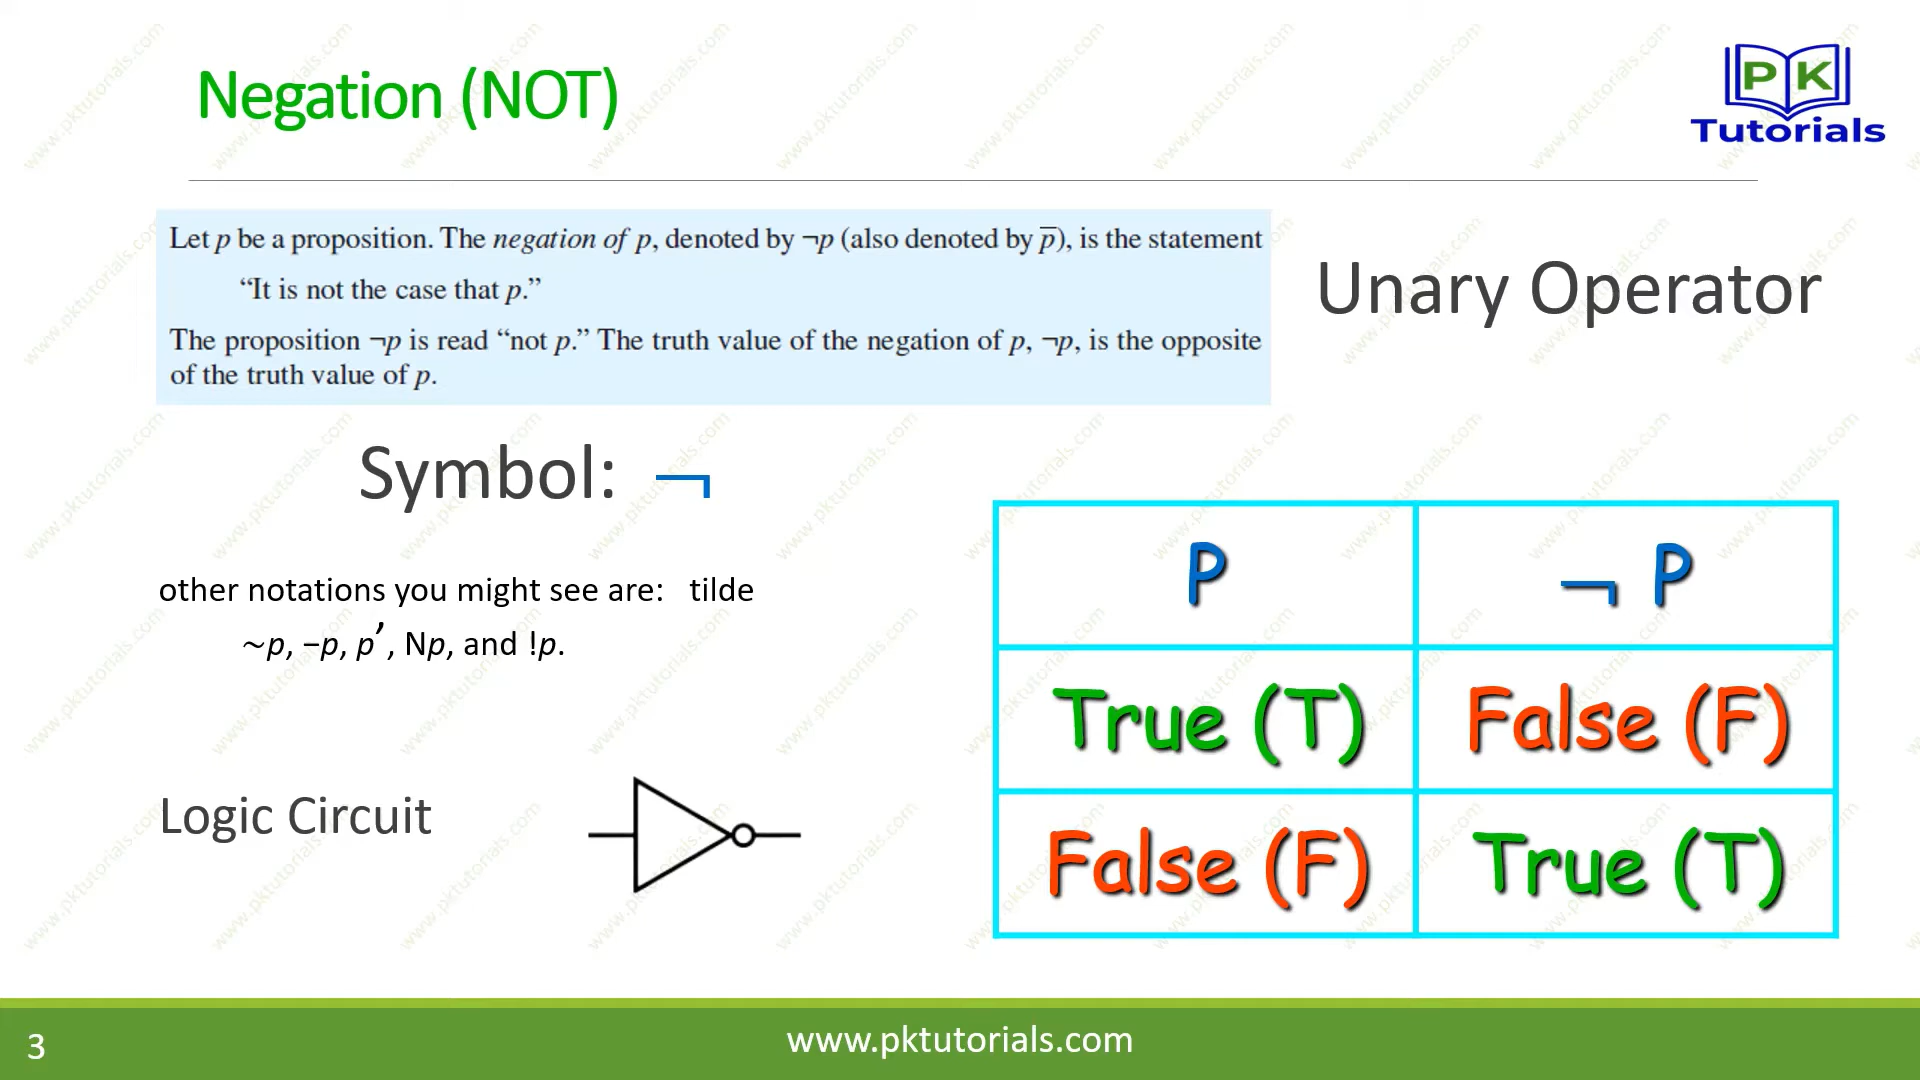 Negation (NOT)
PK
Tutorials
Let p be a proposition. The negation of p, denoted by ¬p (also denoted by p̅), is the statement
“It is not the case that p.”
The proposition ¬p is read “not p.” The truth value of the negation of p, ¬p, is the opposite
of the truth value of p.
Unary Operator
Symbol: ¬
other notations you might see are: tilde
~p, −p, p′, Np, and !p.
Logic Circuit
P ¬ P
True (T) False (F)
False (F) True (T)
3
www.pktutorials.com